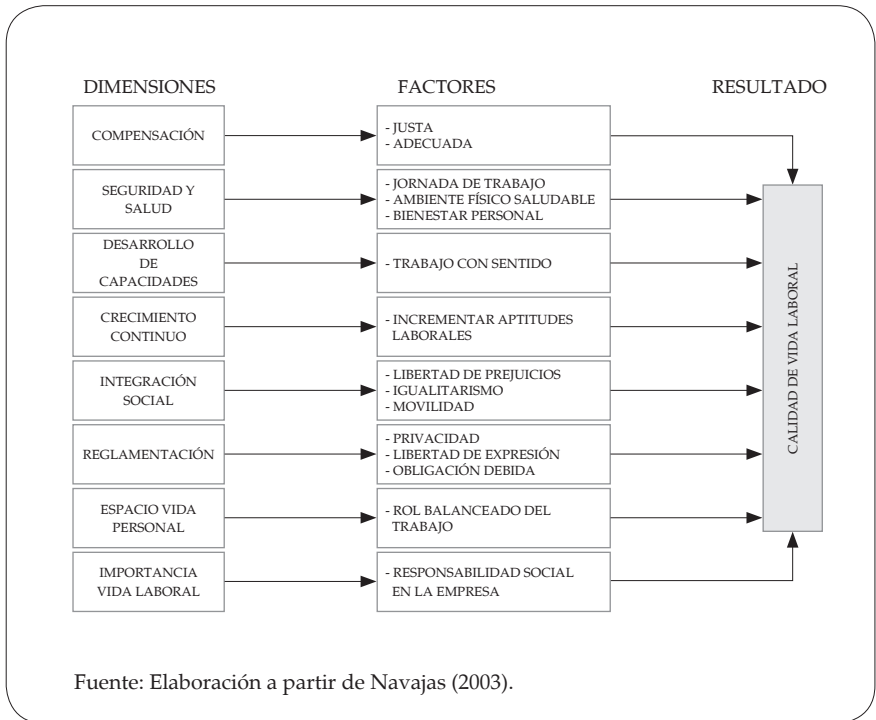 DIMENSIONES FACTORES RESULTADO
COMPENSACIÓN
- JUSTA
- ADECUADA
SEGURIDAD Y
SALUD
- JORNADA DE TRABAJO
- AMBIENTE FÍSICO SALUDABLE
- BIENESTAR PERSONAL
DESARROLLO
DE
CAPACIDADES
- TRABAJO CON SENTIDO
CRECIMIENTO
CONTINUO
- INCREMENTAR APTITUDES
LABORALES
INTEGRACIÓN
SOCIAL
- LIBERTAD DE PREJUICIOS
- IGUALITARISMO
- MOVILIDAD
REGLAMENTACIÓN
- PRIVACIDAD
- LIBERTAD DE EXPRESIÓN
- OBLIGACIÓN DEBIDA
ESPACIO VIDA
PERSONAL
- ROL BALANCEADO DEL
TRABAJO
IMPORTANCIA
VIDA LABORAL
- RESPONSABILIDAD SOCIAL
EN LA EMPRESA
CALIDAD DE VIDA LABORAL
Fuente: Elaboración a partir de Navajas (2003).